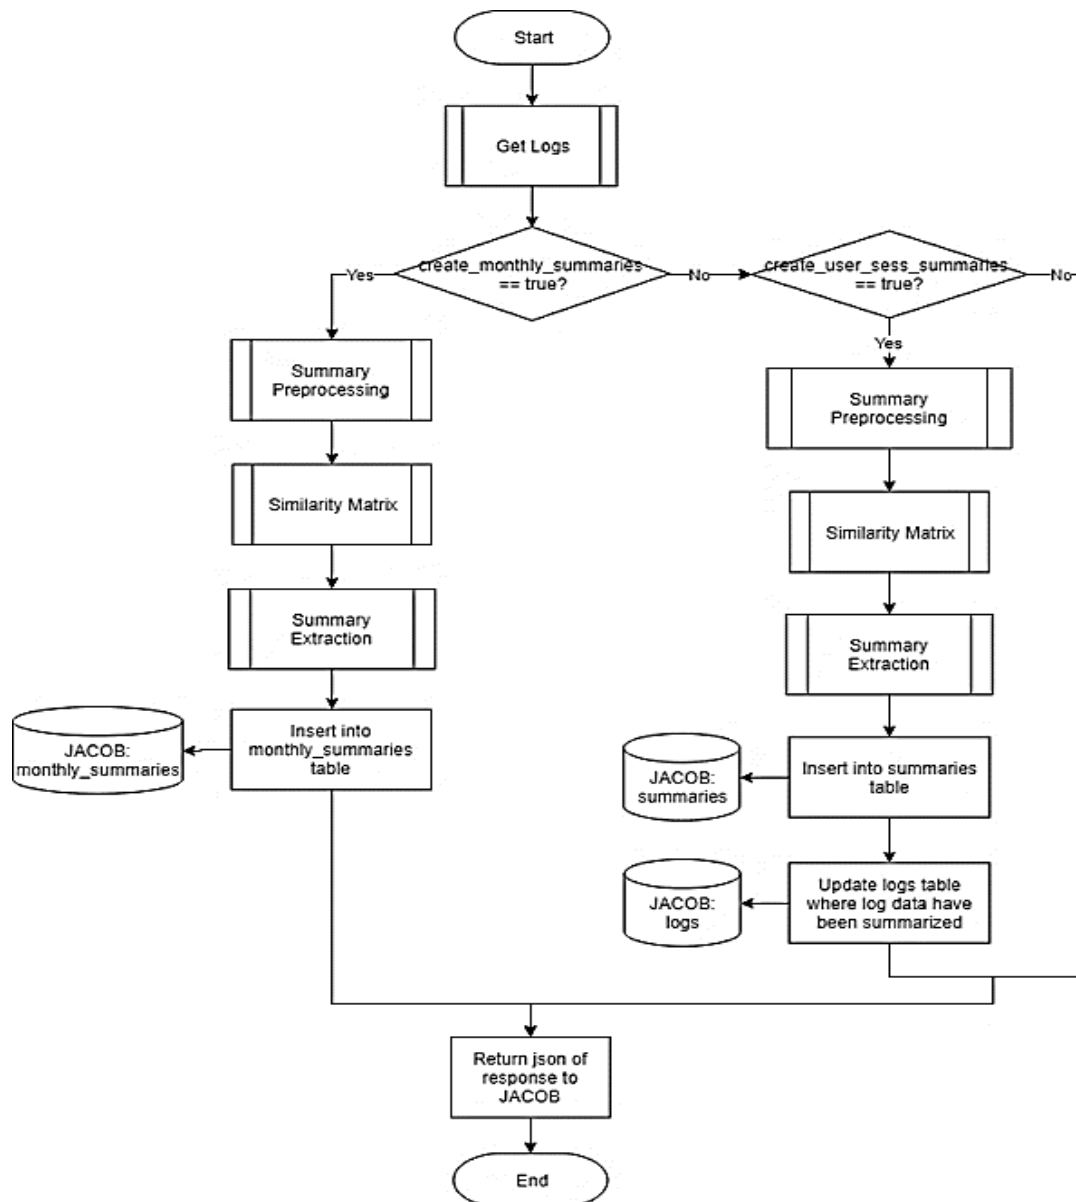 Start
Get Logs
create_monthly_summaries
== true?
Yes
No
create_user_sess_summaries
== true?
No
Yes
Summary
Preprocessing
Similarity Matrix
Summary
Extraction
Insert into
monthly_summaries
table
JACOB:
monthly_summaries
Summary
Preprocessing
Similarity Matrix
Summary
Extraction
Insert into summaries
table
JACOB:
summaries
Update logs table
where log data have
been summarized
JACOB:
logs
Return json of
response to
JACOB
End